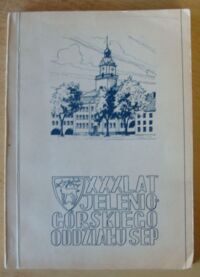 XXX LAT
JELENIO
GÓRSKIEGO
ODDZIAŁU SEP